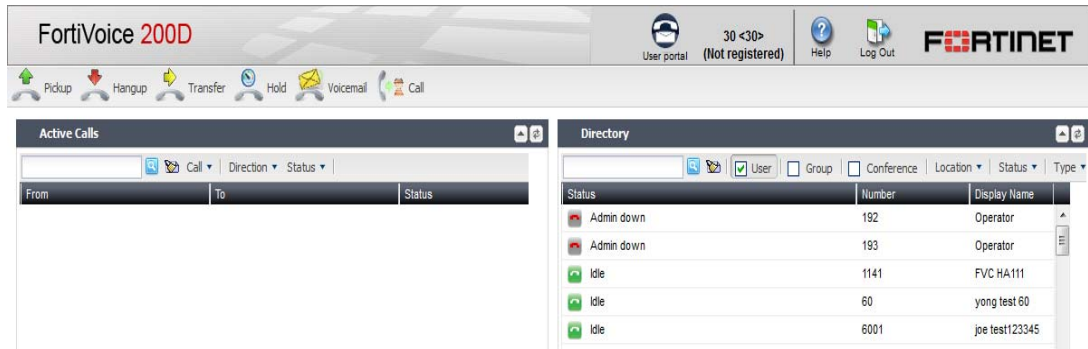 FortiVoice 200D
30 <30>
(Not registered)
User portal
Help
Log Out
FORTINET
Pickup Hangup Transfer Hold Voicemail Call
Active Calls
Call Direction Status
From To Status
Directory
User Group Conference Location Status Type
Status Number Display Name
Admin down 192 Operator
Admin down 193 Operator
Idle 1141 FVC HA111
Idle 60 yong test 60
Idle 6001 joe test123345